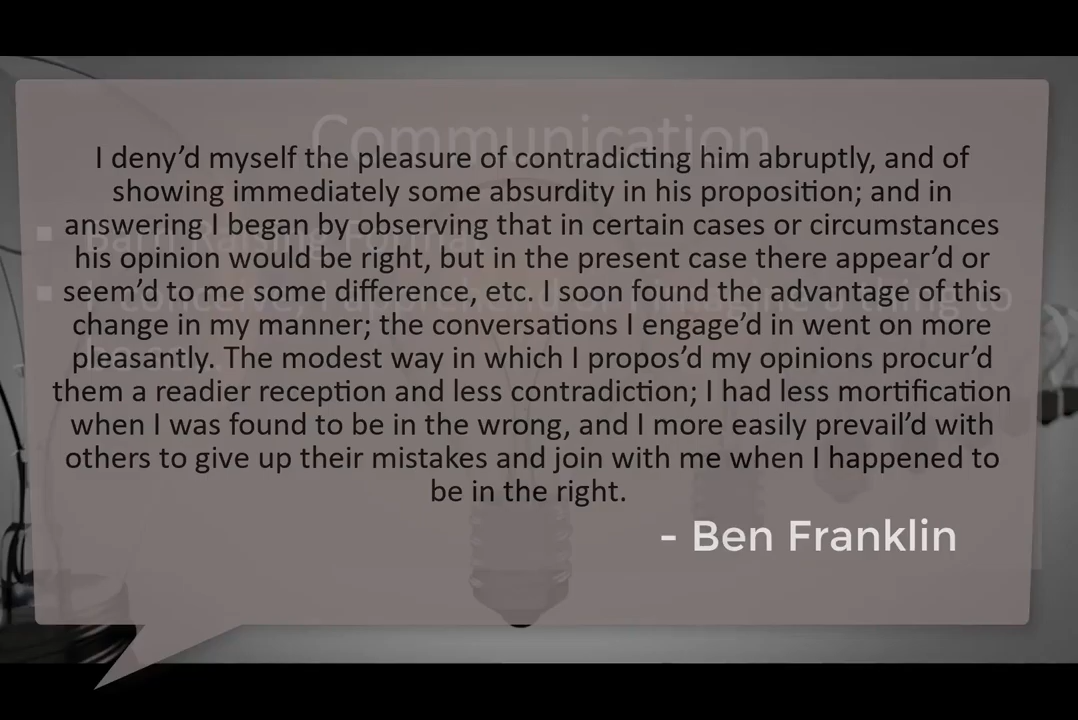 Communication
I deny’d myself the pleasure of contradicting him abruptly, and of
showing immediately some absurdity in his proposition; and in
answering I began by observing that in certain cases or circumstances
his opinion would be right, but in the present case there appear’d or
seem’d to me some difference, etc. I soon found the advantage of this
change in my manner; the conversations I engage’d in went on more
pleasantly. The modest way in which I propos’d my opinions procur’d
them a readier reception and less contradiction; I had less mortification
when I was found to be in the wrong, and I more easily prevail’d with
others to give up their mistakes and join with me when I happened to
be in the right.
- Ben Franklin